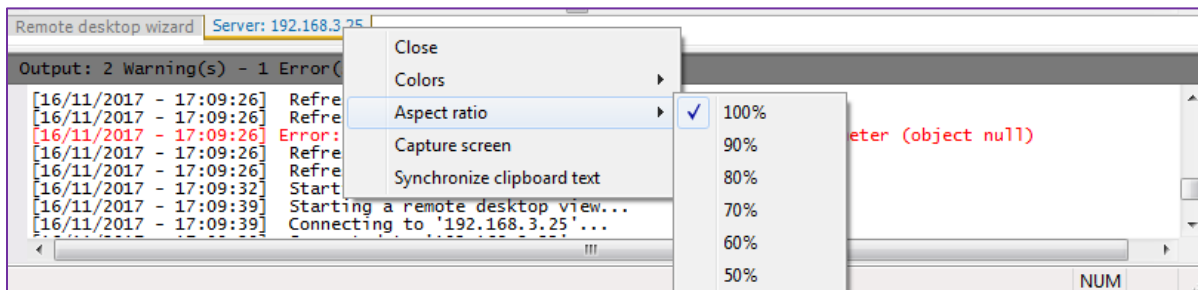 Remote desktop wizard Server: 192.168.3.25
Close
Output: 2 Warning(s) - 1 Error(
Colors
[16/11/2017 - 17:09:26] Refre
Aspect ratio
100%
[16/11/2017 - 17:09:26] Refre
[16/11/2017 - 17:09:26] Error: eter (object null)
Capture screen
90%
[16/11/2017 - 17:09:26] Refre
[16/11/2017 - 17:09:26] Refre
Synchronize clipboard text
80%
[16/11/2017 - 17:09:32] Start
[16/11/2017 - 17:09:39] Starting a remote desktop view...
70%
[16/11/2017 - 17:09:39] Connecting to '192.168.3.25'...
60%
50%
NUM